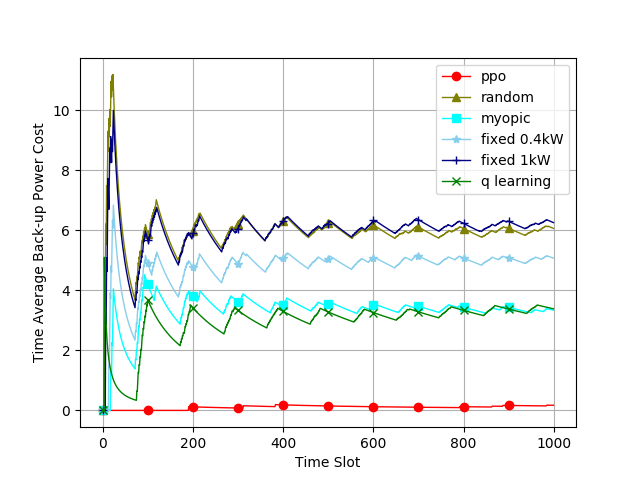 ppo
random
myopic
fixed 0.4kW
fixed 1kW
q learning
Time Average Back-up Power Cost
10
8
6
4
2
0
0 200 400 600 800 1000
Time Slot